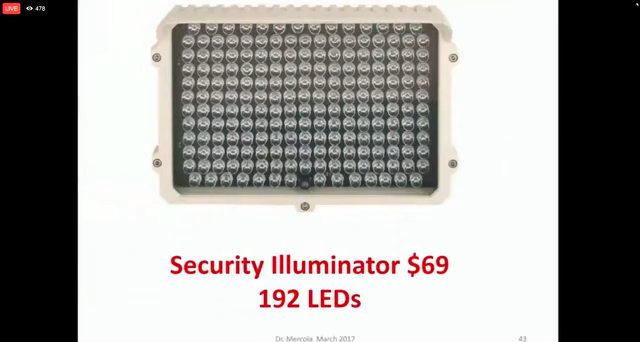 LIVE 478
Security Illuminator $69
192 LEDs
Dr. Mercola March 2017 43